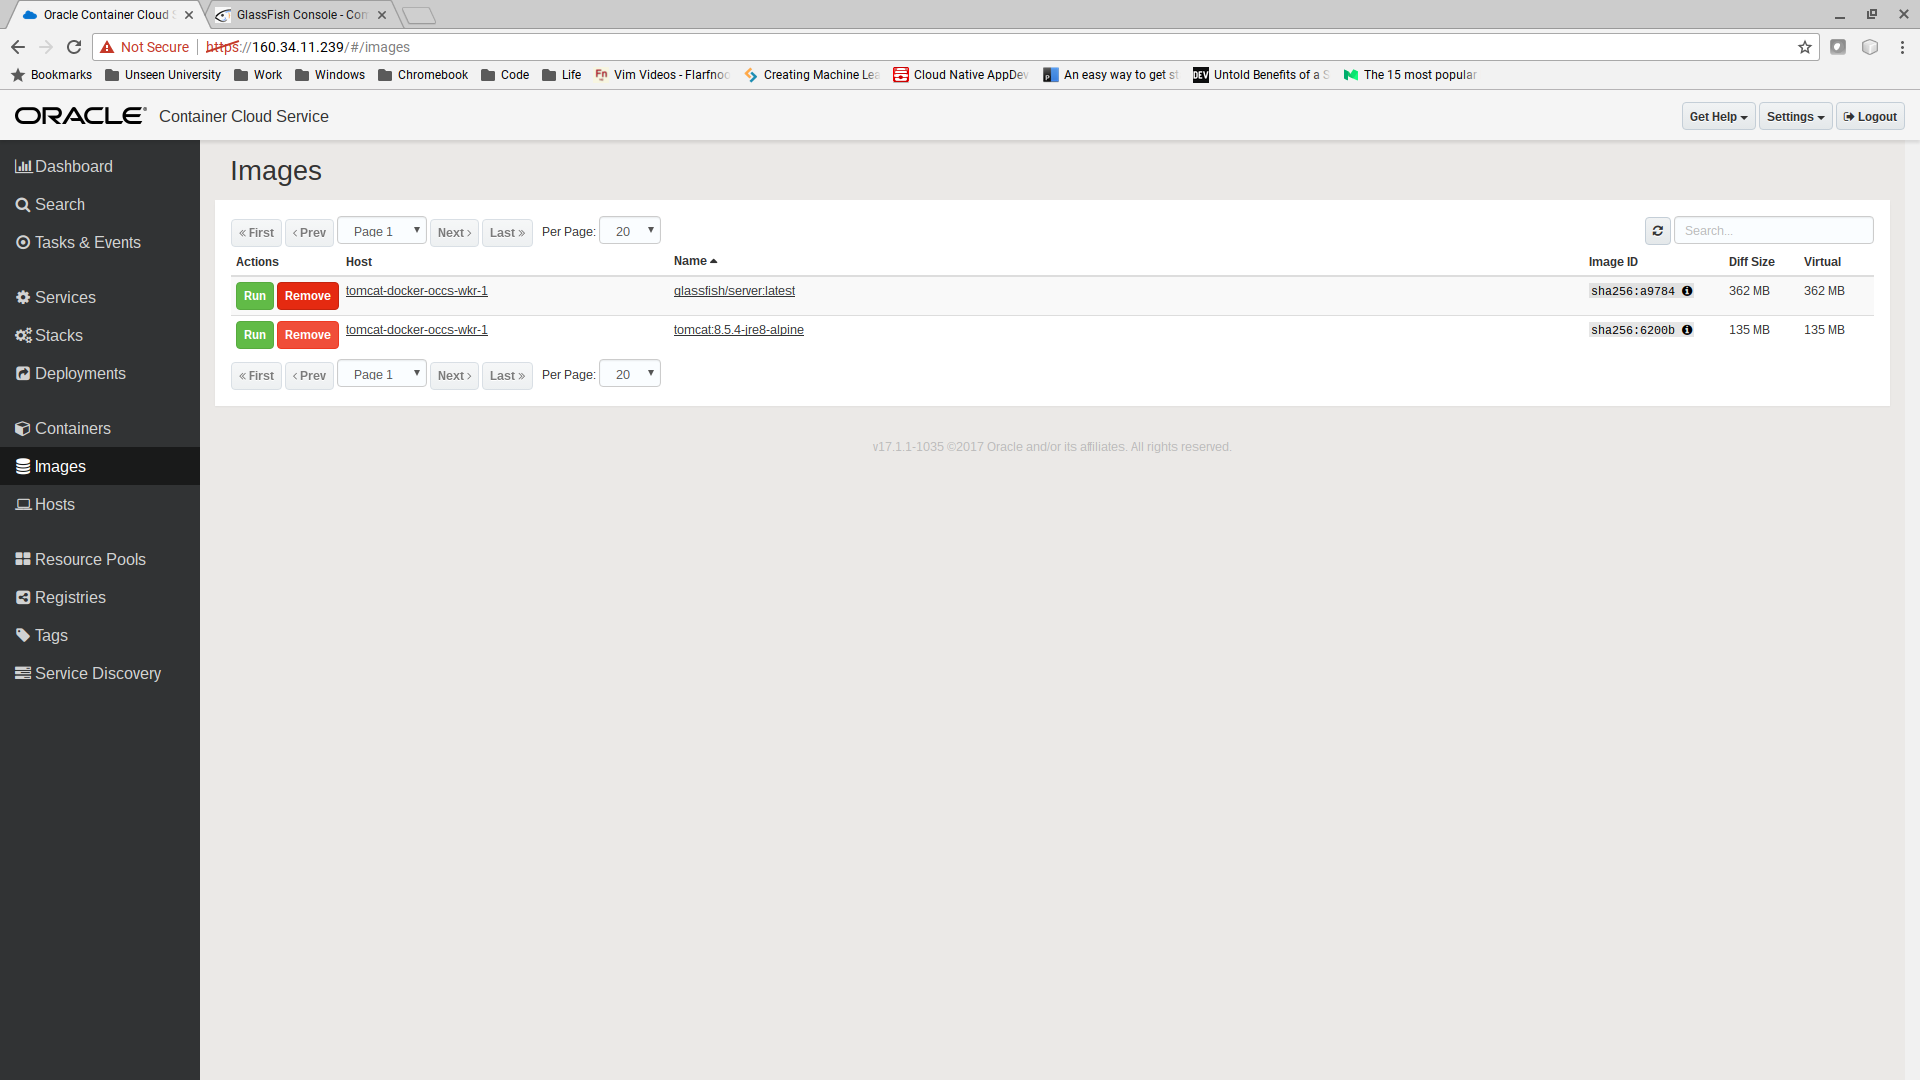 Oracle Container Cloud S
GlassFish Console - Com
Not Secure
https://160.34.11.239/#/images
Bookmarks Unseen University Work Windows Chromebook Code Life Vim Videos - Flarfnoo Creating Machine Lea Cloud Native AppDev An easy way to get st DEV Untold Benefits of a S The 15 most popular
ORACLE Container Cloud Service
Get Help Settings Logout
Dashboard
Search
Tasks & Events
Services
Stacks
Deployments
Containers
Images
Hosts
Resource Pools
Registries
Tags
Service Discovery
Images
« First ‹ Prev Page 1 Next › Last » Per Page: 20 Search...
Actions Host Name Image ID Diff Size Virtual
Run Remove tomcat-docker-occs-wkr-1 glassfish/server:latest sha256:a9784 362 MB 362 MB
Run Remove tomcat-docker-occs-wkr-1 tomcat:8.5.4-jre8-alpine sha256:6200b 135 MB 135 MB
« First ‹ Prev Page 1 Next › Last » Per Page: 20
v17.1.1-1035 ©2017 Oracle and/or its affiliates. All rights reserved.